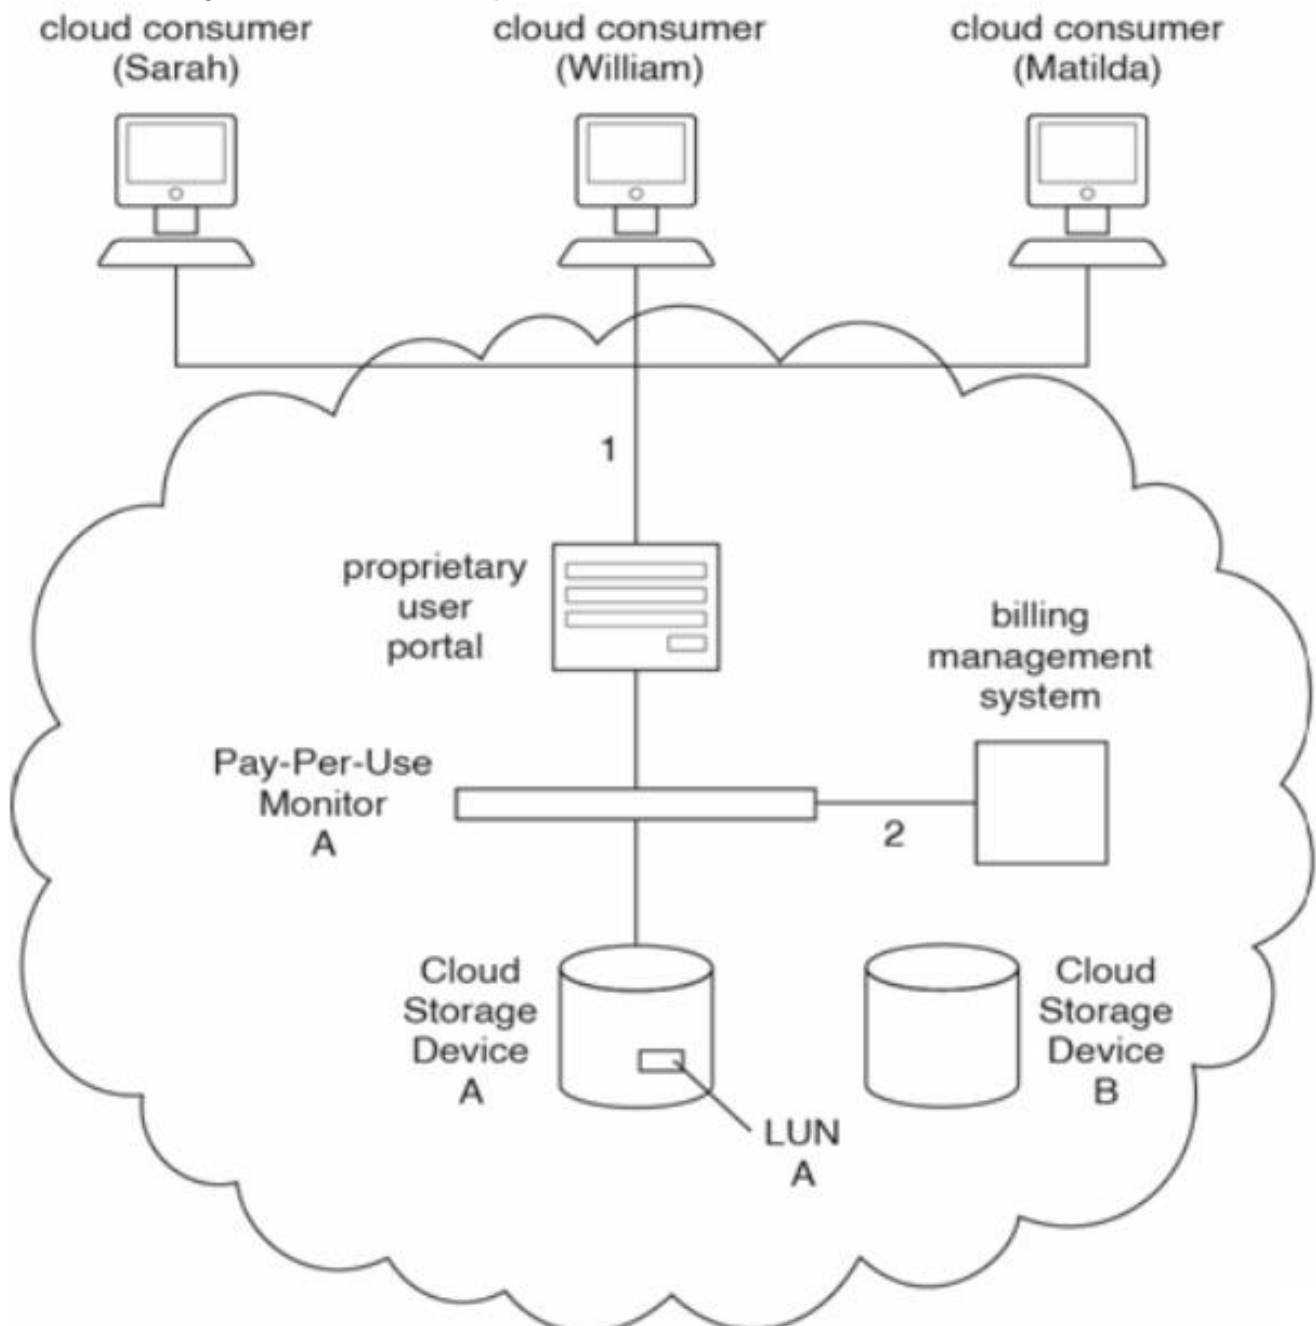 cloud consumer
(Sarah)
cloud consumer
(William)
cloud consumer
(Matilda)
1
proprietary
user
portal
billing
management
system
Pay-Per-Use
Monitor
A
2
Cloud
Storage
Device
A
Cloud
Storage
Device
B
LUN
A